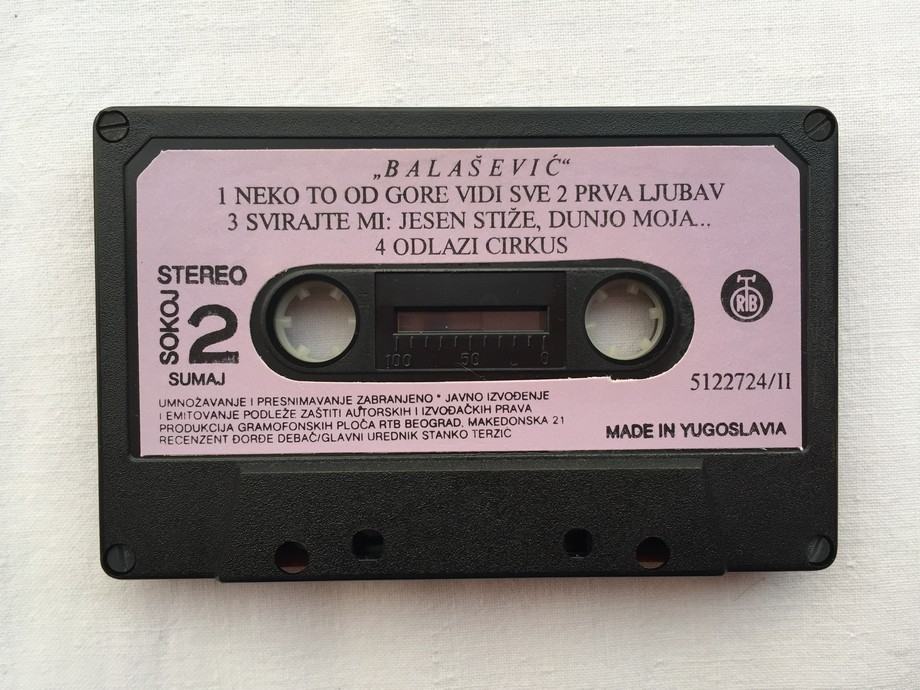 „BALAŠEVIĆ“
1 NEKO TO OD GORE VIDI SVE 2 PRVA LJUBAV
3 SVIRAJTE MI: JESEN STIŽE, DUNJO MOJA...
4 ODLAZI CIRKUS
STEREO
SOKOJ
2
SUMAJ
RTB
100 50 0
5122724/II
UMNOŽAVANJE I PRESNIMAVANJE ZABRANJENO * JAVNO IZVOĐENJE
I EMITOVANJE PODLEŽE ZAŠTITI AUTORSKIH I IZVOĐAČKIH PRAVA
PRODUKCIJA GRAMOFONSKIH PLOČA RTB BEOGRAD, MAKEDONSKA 21
RECENZENT ĐORĐE DEBAČ/GLAVNI UREDNIK STANKO TERZIĆ
MADE IN YUGOSLAVIA